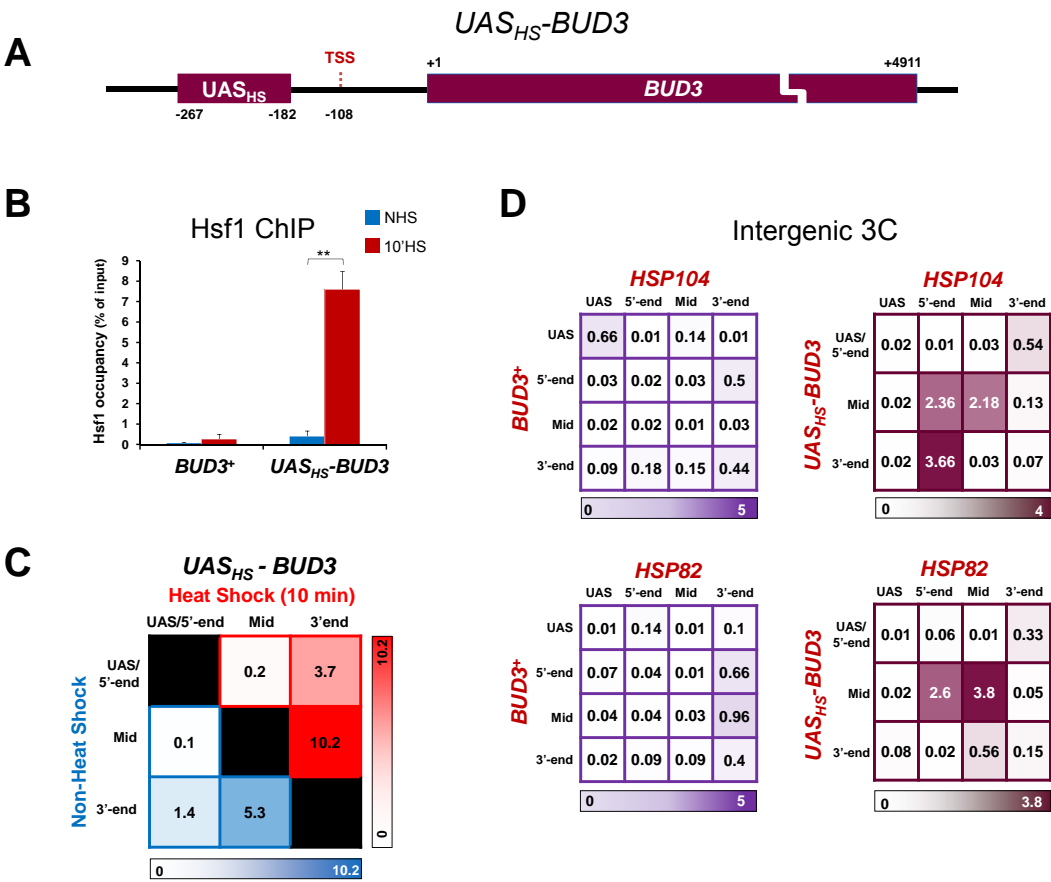 UAS_HS-BUD3
A
TSS
+1
+4911
UAS_HS
BUD3
-267
-182
-108
B
Hsf1 ChIP
NHS
10'HS
**
Hsf1 occupancy (% of input)
9
8
7
6
5
4
3
2
1
0
BUD3⁺
UAS_HS-BUD3
C
UAS_HS - BUD3
Heat Shock (10 min)
UAS/5'-end Mid 3'end
Non-Heat Shock
UAS/
5'-end
0.2 3.7
Mid
0.1 10.2
3'-end
1.4 5.3
10.2
0
0 10.2
D
Intergenic 3C
HSP104
UAS 5'-end Mid 3'-end
BUD3⁺
UAS 0.66 0.01 0.14 0.01
5'-end 0.03 0.02 0.03 0.5
Mid 0.02 0.02 0.01 0.03
3'-end 0.09 0.18 0.15 0.44
0 5
HSP104
UAS 5'-end Mid 3'-end
UAS_HS-BUD3
UAS/
5'-end
0.02 0.01 0.03 0.54
Mid 0.02 2.36 2.18 0.13
3'-end 0.02 3.66 0.03 0.07
0 4
HSP82
UAS 5'-end Mid 3'-end
BUD3⁺
UAS 0.01 0.14 0.01 0.1
5'-end 0.07 0.04 0.01 0.66
Mid 0.04 0.04 0.03 0.96
3'-end 0.02 0.09 0.09 0.4
0 5
HSP82
UAS 5'-end Mid 3'-end
UAS_HS-BUD3
UAS/
5'-end
0.01 0.06 0.01 0.33
Mid 0.02 2.6 3.8 0.05
3'-end 0.08 0.02 0.56 0.15
0 3.8